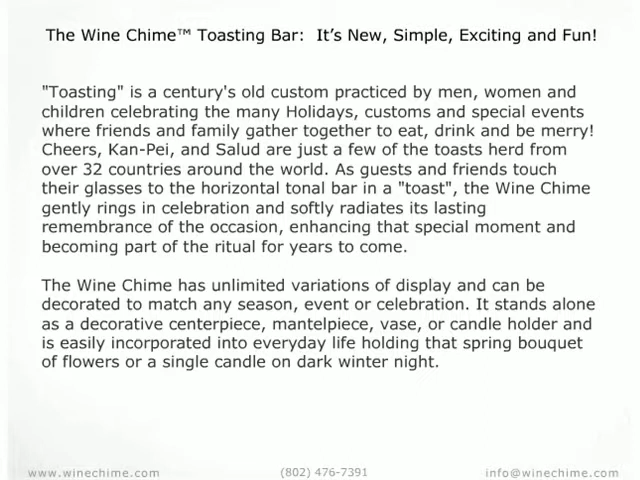 The Wine Chime™ Toasting Bar:  It's New, Simple, Exciting and Fun!
"Toasting" is a century's old custom practiced by men, women and
children celebrating the many Holidays, customs and special events
where friends and family gather together to eat, drink and be merry!
Cheers, Kan-Pei, and Salud are just a few of the toasts herd from
over 32 countries around the world. As guests and friends touch
their glasses to the horizontal tonal bar in a "toast", the Wine Chime
gently rings in celebration and softly radiates its lasting
remembrance of the occasion, enhancing that special moment and
becoming part of the ritual for years to come.
The Wine Chime has unlimited variations of display and can be
decorated to match any season, event or celebration. It stands alone
as a decorative centerpiece, mantelpiece, vase, or candle holder and
is easily incorporated into everyday life holding that spring bouquet
of flowers or a single candle on dark winter night.
www.winechime.com (802) 476-7391 info@winechime.com